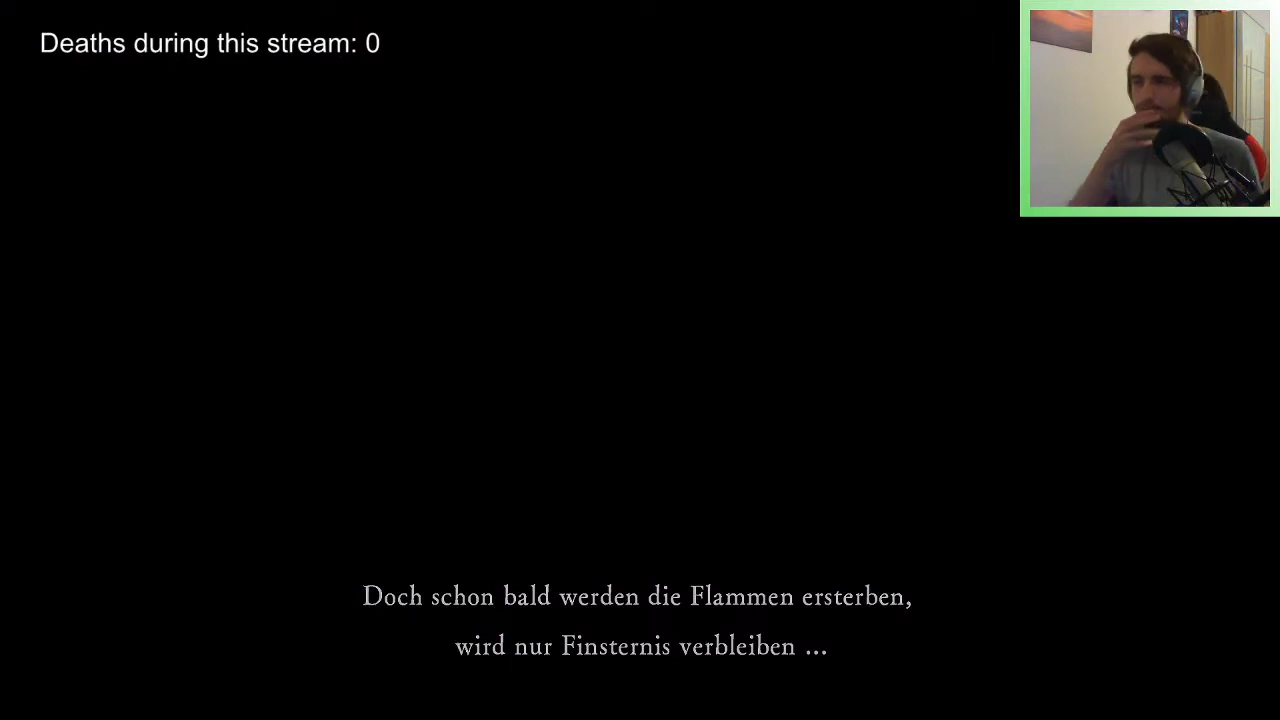 Deaths during this stream: 0
Doch schon bald werden die Flammen ersterben,
wird nur Finsternis verbleiben ...